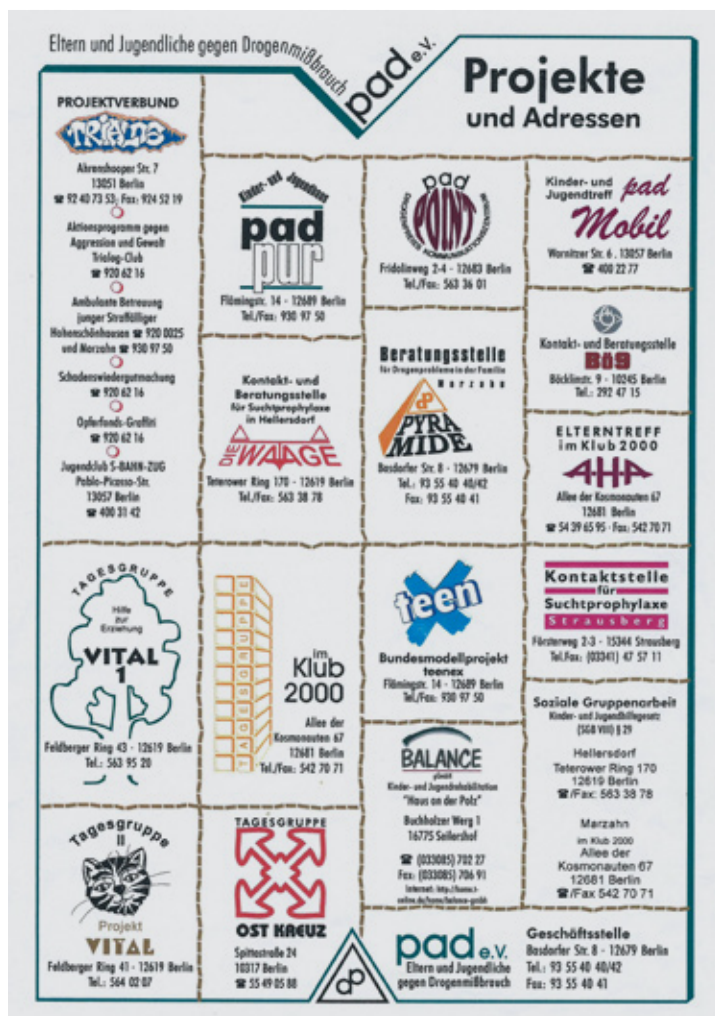 Eltern und Jugendliche gegen Drogenmißbrauch
pad e.V.
Projekte
und Adressen
PROJEKTVERBUND
TRIALOG
Ahrenshooper Str. 7
13051 Berlin
☎ 92 40 73 53; Fax: 924 52 19
Aktionsprogramm gegen
Aggression und Gewalt
Trialog-Club
☎ 920 62 16
Ambulante Betreuung
junger Straffälliger
Hohenschönhausen ☎ 920 0025
und Marzahn ☎ 930 97 50
Schadenswiedergutmachung
☎ 920 62 16
Opferfonds-Graffiti
☎ 920 62 16
Jugendclub S-BAHN-ZUG
Pablo-Picasso-Str.
13057 Berlin
☎ 400 31 42
Kinder- und Jugendhaus
pad
pur
Flämingstr. 14 - 12689 Berlin
Tel./Fax: 930 97 50
pad
POINT
Fridolinweg 2-4 - 12683 Berlin
Tel./Fax: 563 36 01
Kinder- und
Jugendtreff
pad
Mobil
Warnitzer Str. 6 . 13057 Berlin
☎ 400 22 77
Kontakt- und Beratungsstelle
Bö9
Böcklinstr. 9 - 10245 Berlin
Tel.: 292 47 15
Kontakt- und
Beratungsstelle
für Suchtprophylaxe
in Hellersdorf
DIE WAAGE
Teterower Ring 170 - 12619 Berlin
Tel./Fax: 563 38 78
Beratungsstelle
für Drogenprobleme in der Familie
Marzahn
dP
PYRA
MIDE
Basdorfer Str. 8 - 12679 Berlin
Tel.: 93 55 40 40/42
Fax: 93 55 40 41
ELTERNTREFF
im Klub 2000
AHA
Allee der Kosmonauten 67
12681 Berlin
☎ 54 39 65 95 · Fax: 542 70 71
TAGESGRUPPE
Hilfe
zur
Erziehung
VITAL
1
Feldberger Ring 43 - 12619 Berlin
Tel.: 563 95 20
TAGESGRUPPE
im
Klub
2000
Allee der
Kosmonauten 67
12681 Berlin
Tel./Fax: 542 70 71
teen
Bundesmodellprojekt
teenex
Flämingstr. 14 - 12689 Berlin
Tel./Fax: 930 97 50
Kontaktstelle
für
Suchtprophylaxe
Strausberg
Försterweg 2-3 - 15344 Strausberg
Tel.Fax: (03341) 47 57 11
BALANCE
gGmbH
Kinder- und Jugendrehabilitation
"Haus an der Polz"
Buchholzer Werg 1
16775 Seilershof
☎ (033085) 702 27
Fax: (033085) 706 91
Internet: http://home.t-
online.de/home/balance-gmbh
Soziale Gruppenarbeit
Kinder- und Jugendhilfegesetz
(SGB VIII) § 29
Hellersdorf
Teterower Ring 170
12619 Berlin
☎/Fax: 563 38 78
Marzahn
im Klub 2000
Allee der
Kosmonauten 67
12681 Berlin
☎/Fax 542 70 71
Tagesgruppe
II
Projekt
VITAL
Feldberger Ring 41 - 12619 Berlin
Tel.: 564 02 07
TAGESGRUPPE
OST KREUZ
Spittastraße 24
10317 Berlin
☎ 55 49 05 88
dp
pad e.V.
Eltern und Jugendliche
gegen Drogenmißbrauch
Geschäftsstelle
Basdorfer Str. 8 - 12679 Berlin
Tel.: 93 55 40 40/42
Fax: 93 55 40 41